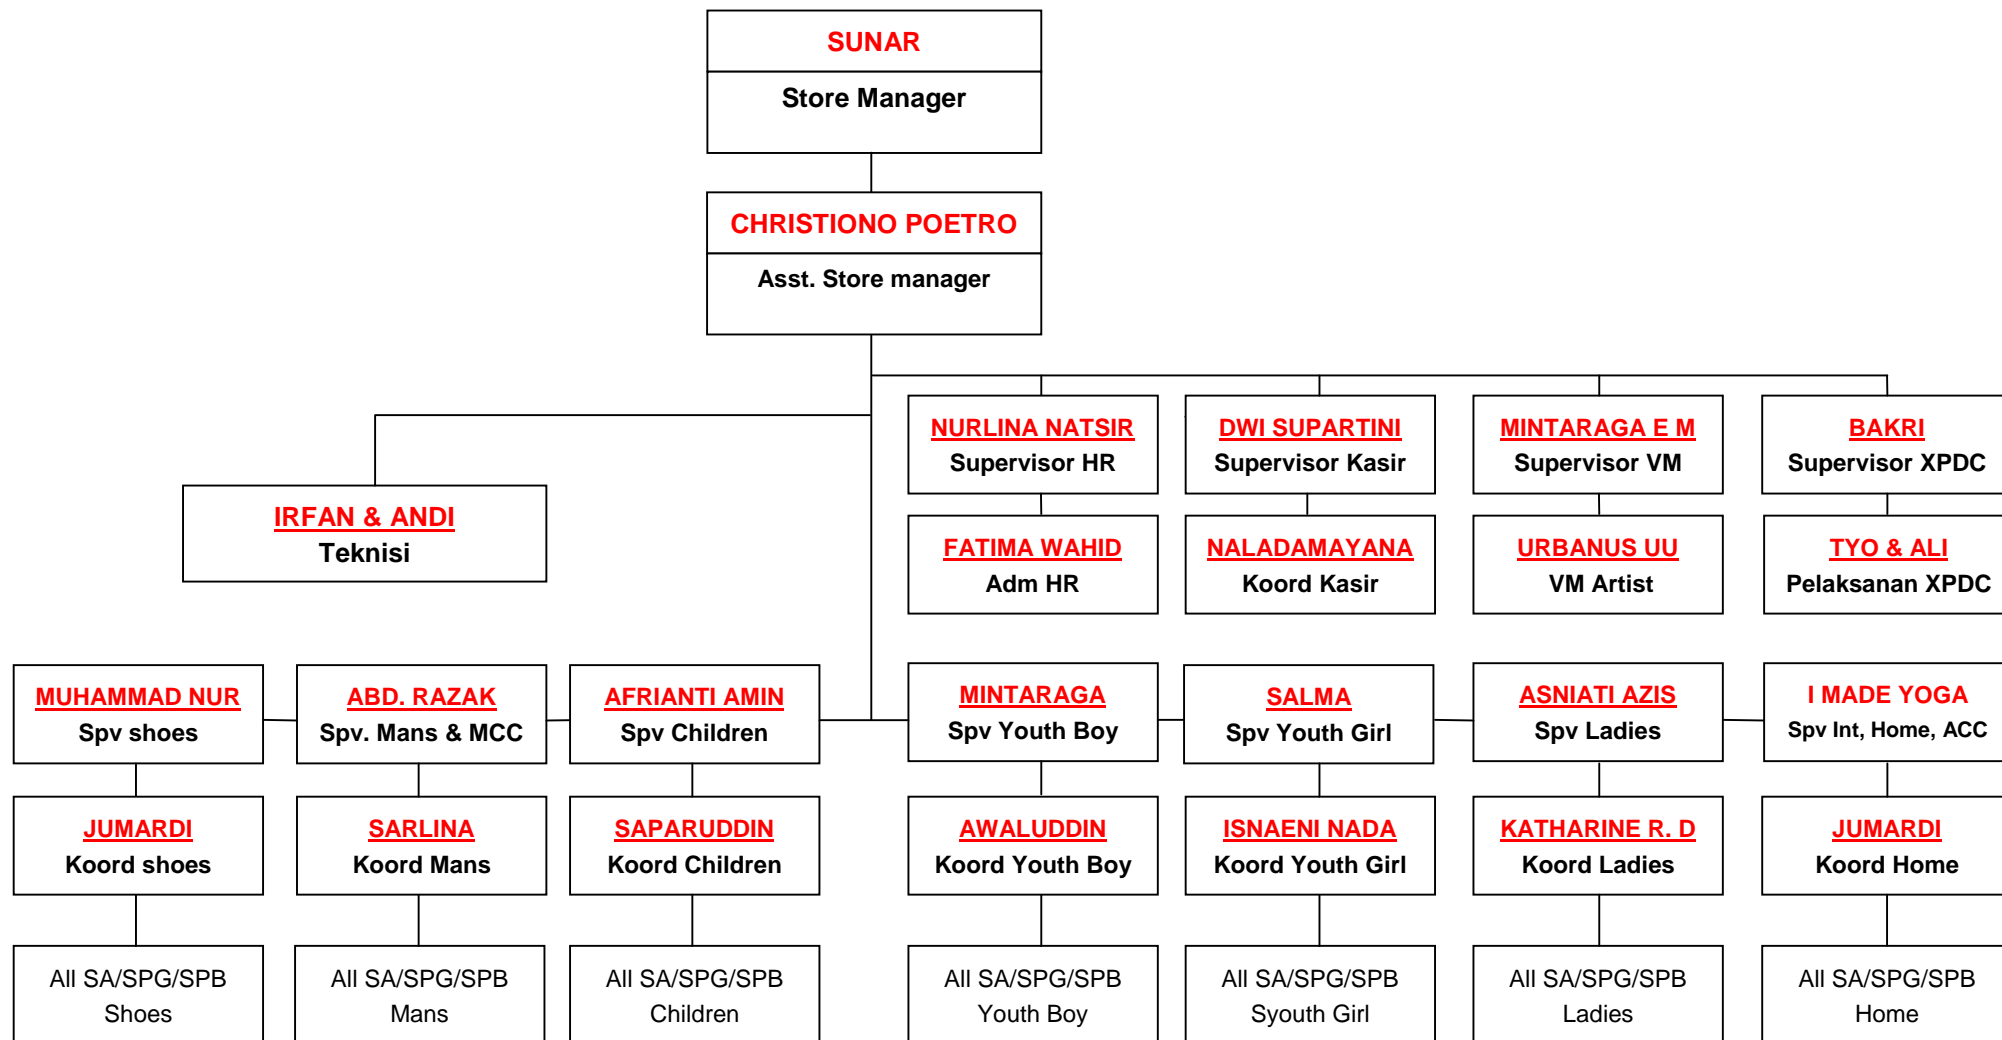 SUNAR
Store Manager
CHRISTIONO POETRO
Asst. Store manager
NURLINA NATSIR
Supervisor HR
DWI SUPARTINI
Supervisor Kasir
MINTARAGA E M
Supervisor VM
BAKRI
Supervisor XPDC
IRFAN & ANDI
Teknisi
FATIMA WAHID
Adm HR
NALADAMAYANA
Koord Kasir
URBANUS UU
VM Artist
TYO & ALI
Pelaksanan XPDC
MUHAMMAD NUR
Spv shoes
ABD. RAZAK
Spv. Mans & MCC
AFRIANTI AMIN
Spv Children
MINTARAGA
Spv Youth Boy
SALMA
Spv Youth Girl
ASNIATI AZIS
Spv Ladies
I MADE YOGA
Spv Int, Home, ACC
JUMARDI
Koord shoes
SARLINA
Koord Mans
SAPARUDDIN
Koord Children
AWALUDDIN
Koord Youth Boy
ISNAENI NADA
Koord Youth Girl
KATHARINE R. D
Koord Ladies
JUMARDI
Koord Home
All SA/SPG/SPB
Shoes
All SA/SPG/SPB
Mans
All SA/SPG/SPB
Children
All SA/SPG/SPB
Youth Boy
All SA/SPG/SPB
Syouth Girl
All SA/SPG/SPB
Ladies
All SA/SPG/SPB
Home